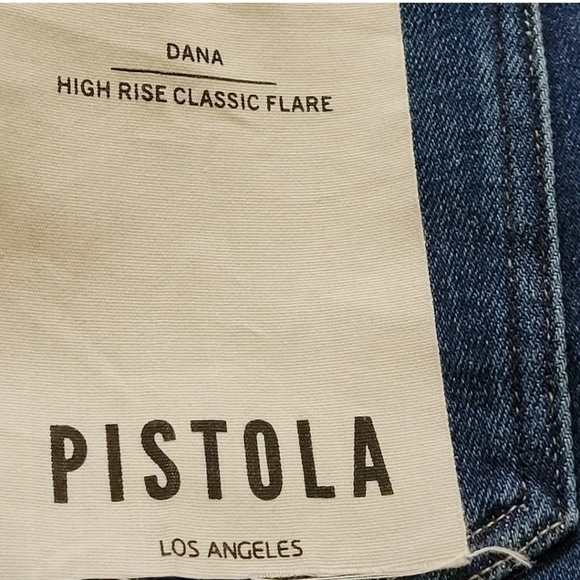 DANA
HIGH RISE CLASSIC FLARE
PISTOLA
LOS ANGELES